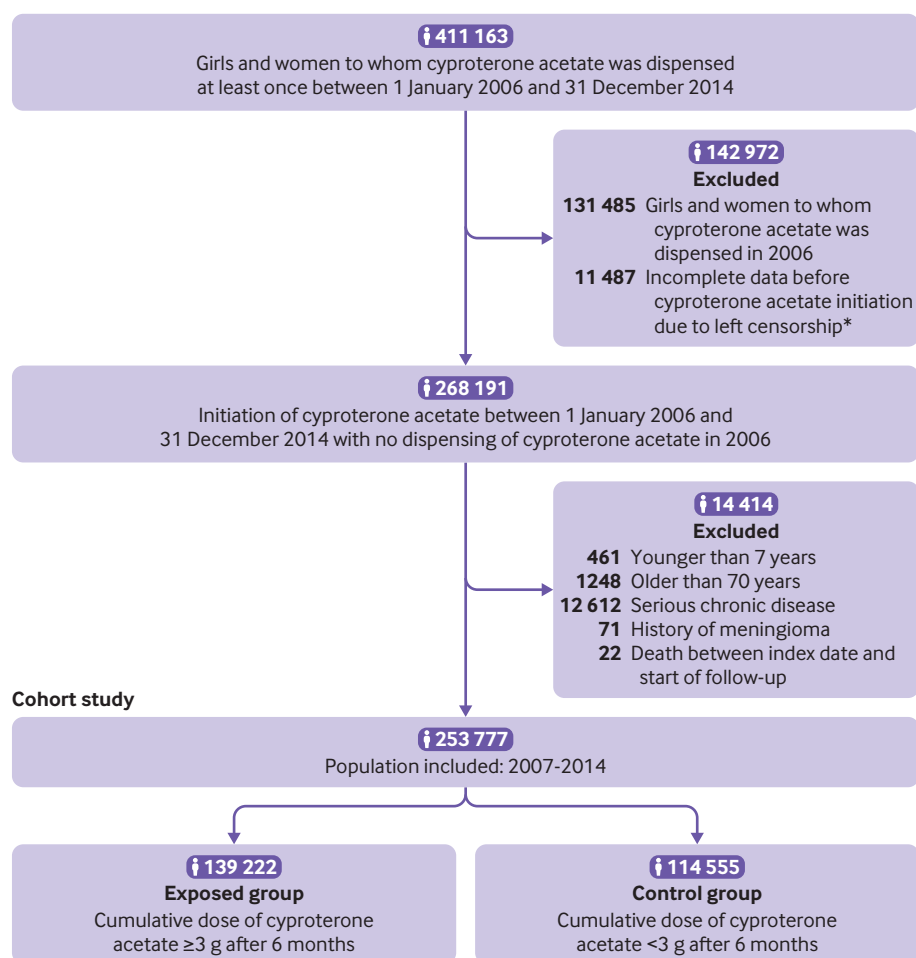 411 163
Girls and women to whom cyproterone acetate was dispensed
at least once between 1 January 2006 and 31 December 2014
142 972
Excluded
131 485 Girls and women to whom
cyproterone acetate was
dispensed in 2006
11 487 Incomplete data before
cyproterone acetate initiation
due to left censorship*
268 191
Initiation of cyproterone acetate between 1 January 2006 and
31 December 2014 with no dispensing of cyproterone acetate in 2006
14 414
Excluded
461 Younger than 7 years
1248 Older than 70 years
12 612 Serious chronic disease
71 History of meningioma
22 Death between index date and
start of follow-up
Cohort study
253 777
Population included: 2007-2014
139 222
Exposed group
Cumulative dose of cyproterone
acetate ≥3 g after 6 months
114 555
Control group
Cumulative dose of cyproterone
acetate <3 g after 6 months